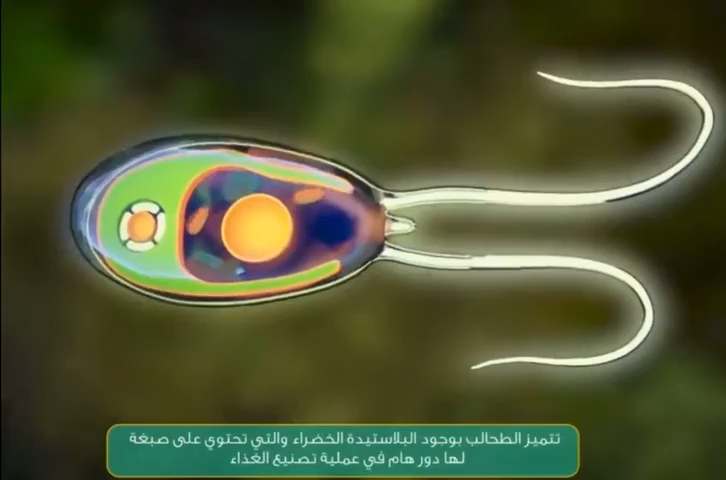 تتميز الطحالب بوجود البلاستيدة الخضراء والتي تحتوي على صبغة
لها دور هام في عملية تصنيع الغذاء